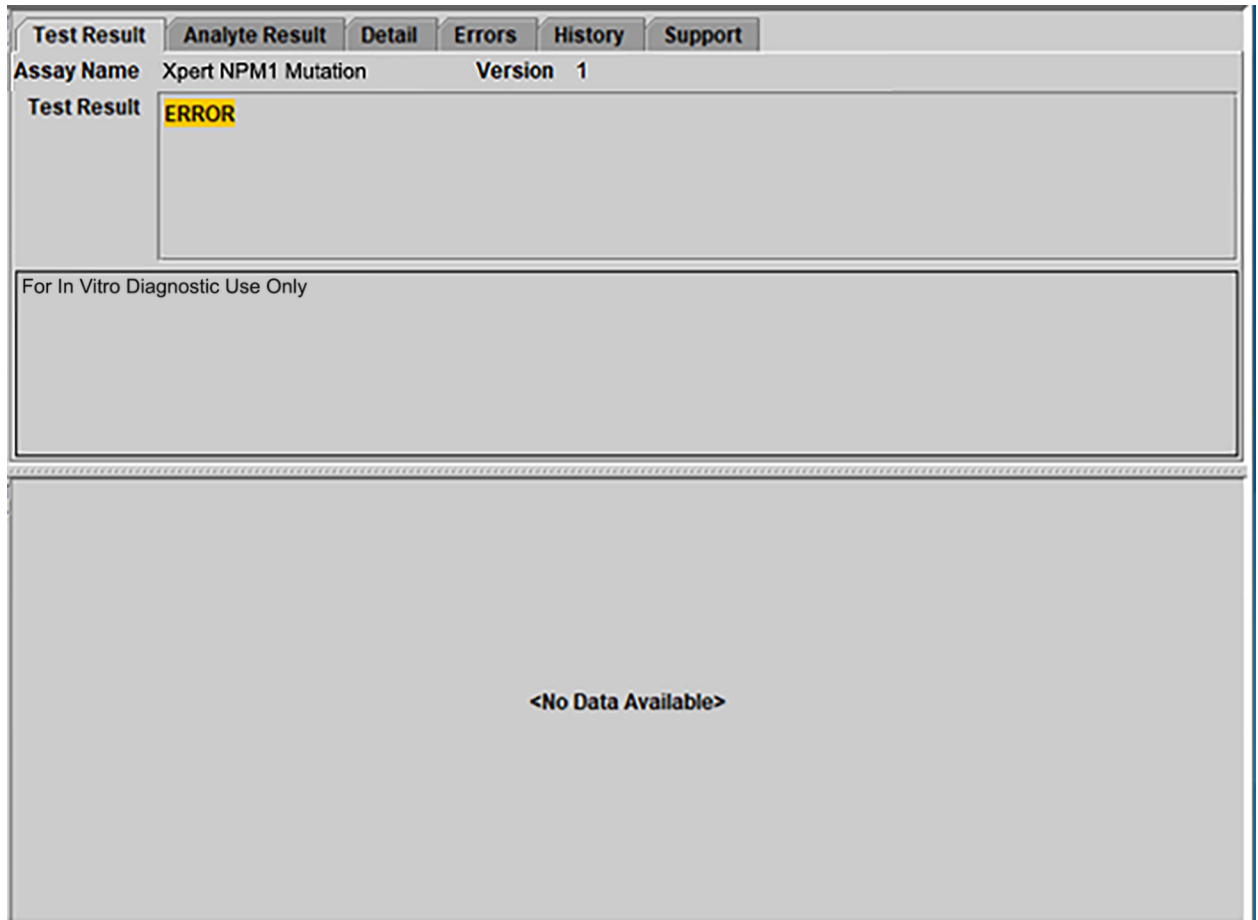 Test Result Analyte Result Detail Errors History Support
Assay Name Xpert NPM1 Mutation Version 1
Test Result ERROR
For In Vitro Diagnostic Use Only
<No Data Available>